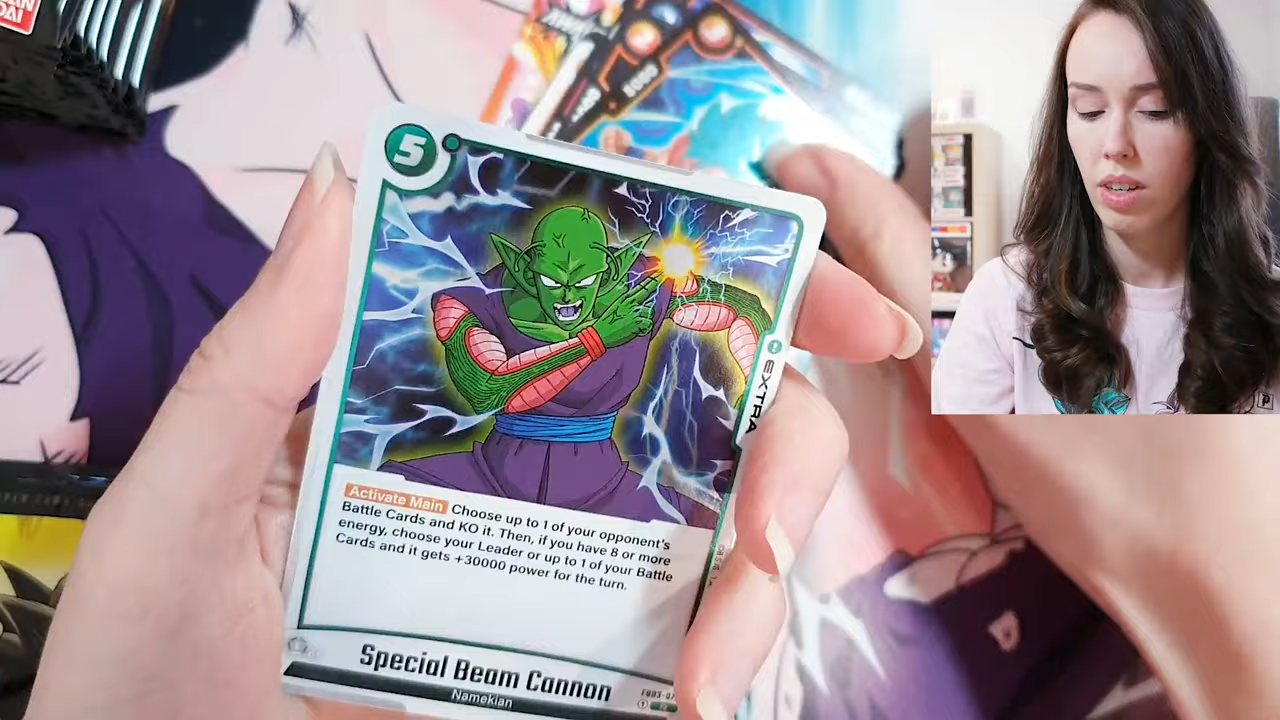 DAI
5
5000
EXTRA
Activate Main Choose up to 1 of your opponent's
Battle Cards and KO it. Then, if you have 8 or more
energy, choose your Leader or up to 1 of your Battle
Cards and it gets +30000 power for the turn.
Special Beam Cannon
Namekian